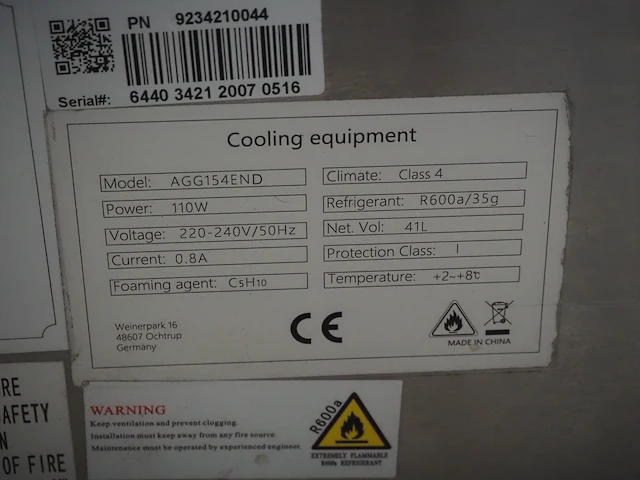 PN 9234210044
Serial#: 6440 3421 2007 0516
Cooling equipment
Model: AGG154END
Power: 110W
Voltage: 220-240V/50Hz
Current: 0.8A
Foaming agent: C5H10
Climate: Class 4
Refrigerant: R600a/35g
Net. Vol: 41L
Protection Class: I
Temperature: +2~+8℃
Weinerpark 16
48607 Ochtrup
Germany
CE
MADE IN CHINA
RE
AFETY
N
OF FIRE
WARNING
Keep ventilation and prevent clogging.
Installation must keep away from any fire source.
Maintenance must be operated by experienced engineer.
R600a
EXTREMELY FLAMMABLE
R600a REFRIGERANT